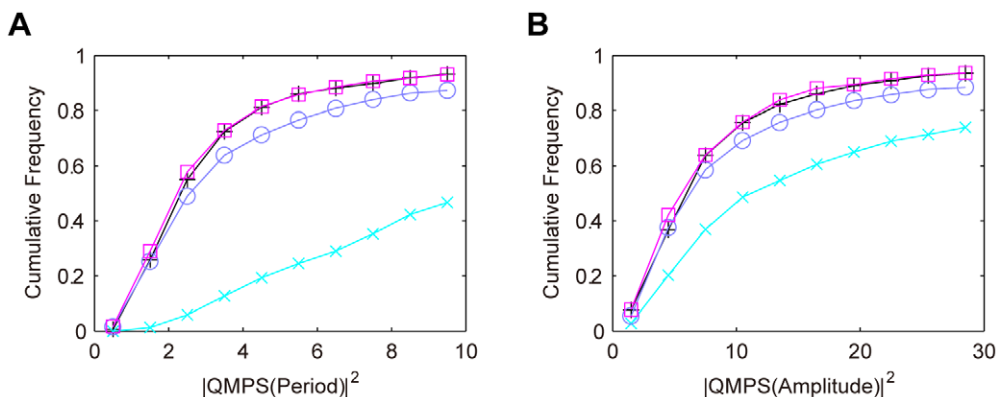 A
B
Cumulative Frequency
1
0.8
0.6
0.4
0.2
0
0 2 4 6 8 10
|QMPS(Period)|²
Cumulative Frequency
1
0.8
0.6
0.4
0.2
0
0 10 20 30
|QMPS(Amplitude)|²